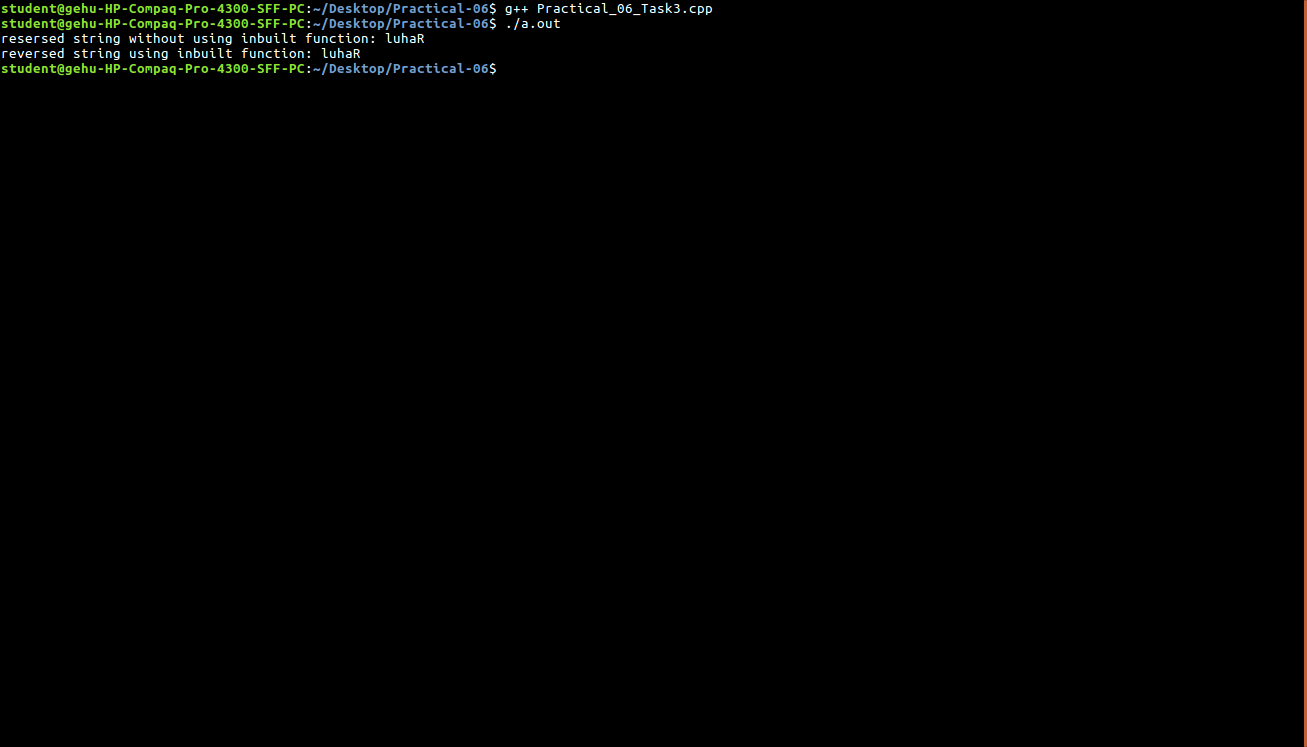 student@gehu-HP-Compaq-Pro-4300-SFF-PC:~/Desktop/Practical-06$ g++ Practical_06_Task3.cpp
student@gehu-HP-Compaq-Pro-4300-SFF-PC:~/Desktop/Practical-06$ ./a.out
resersed string without using inbuilt function: luhaR
reversed string using inbuilt function: luhaR
student@gehu-HP-Compaq-Pro-4300-SFF-PC:~/Desktop/Practical-06$